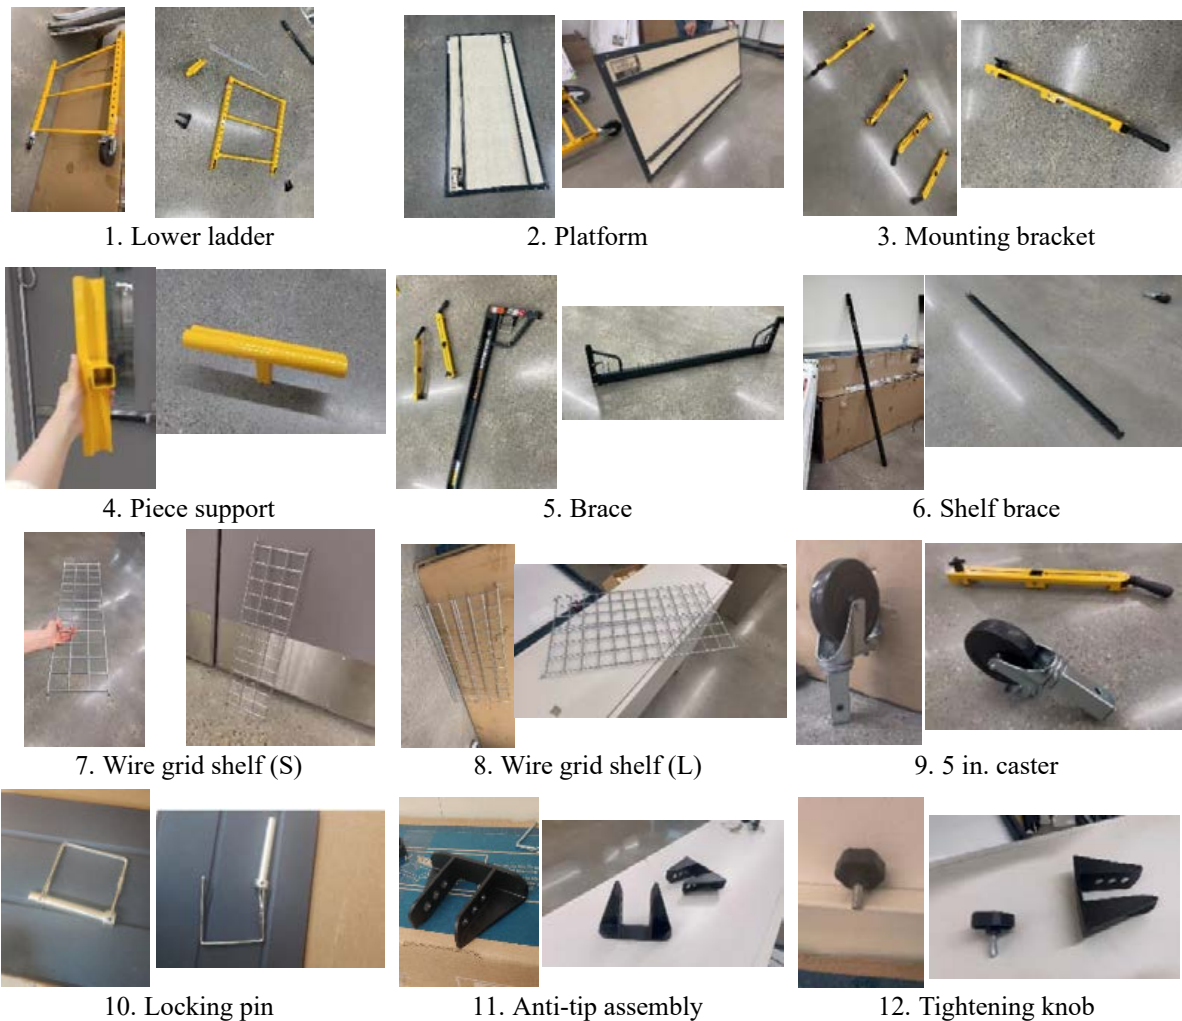 1. Lower ladder
2. Platform
3. Mounting bracket
4. Piece support
5. Brace
6. Shelf brace
7. Wire grid shelf (S)
8. Wire grid shelf (L)
9. 5 in. caster
10. Locking pin
11. Anti-tip assembly
12. Tightening knob